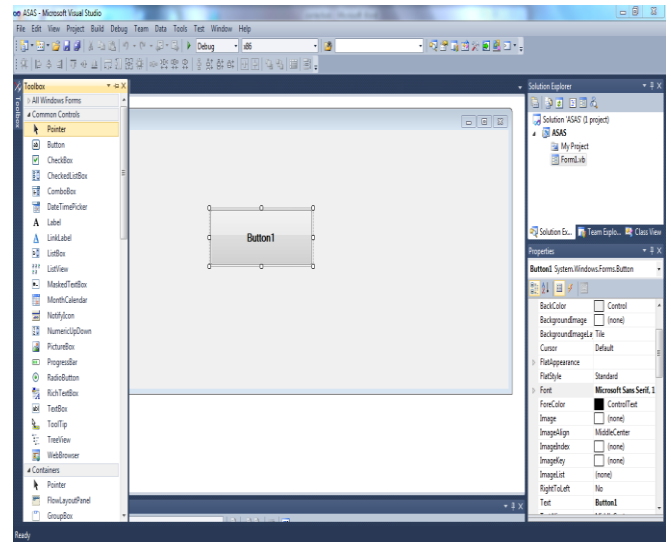 ASAS - Microsoft Visual Studio
File Edit View Project Build Debug Team Data Tools Test Window Help
Debug x86
Toolbox
Toolbox
All Windows Forms
Common Controls
Pointer
Button
CheckBox
CheckedListBox
ComboBox
DateTimePicker
A Label
A LinkLabel
ListBox
ListView
MaskedTextBox
MonthCalendar
NotifyIcon
NumericUpDown
PictureBox
ProgressBar
RadioButton
RichTextBox
TextBox
ToolTip
TreeView
WebBrowser
Containers
Pointer
FlowLayoutPanel
GroupBox
Button1
Solution Explorer
Solution 'ASAS' (1 project)
ASAS
My Project
Form1.vb
Solution Ex... Team Explo... Class View
Properties
Button1 System.Windows.Forms.Button
BackColor Control
BackgroundImage (none)
BackgroundImageLa Tile
Cursor Default
FlatAppearance
FlatStyle Standard
Font Microsoft Sans Serif, 1
ForeColor ControlText
Image (none)
ImageAlign MiddleCenter
ImageIndex (none)
ImageKey (none)
ImageList (none)
RightToLeft No
Text Button1
Ready